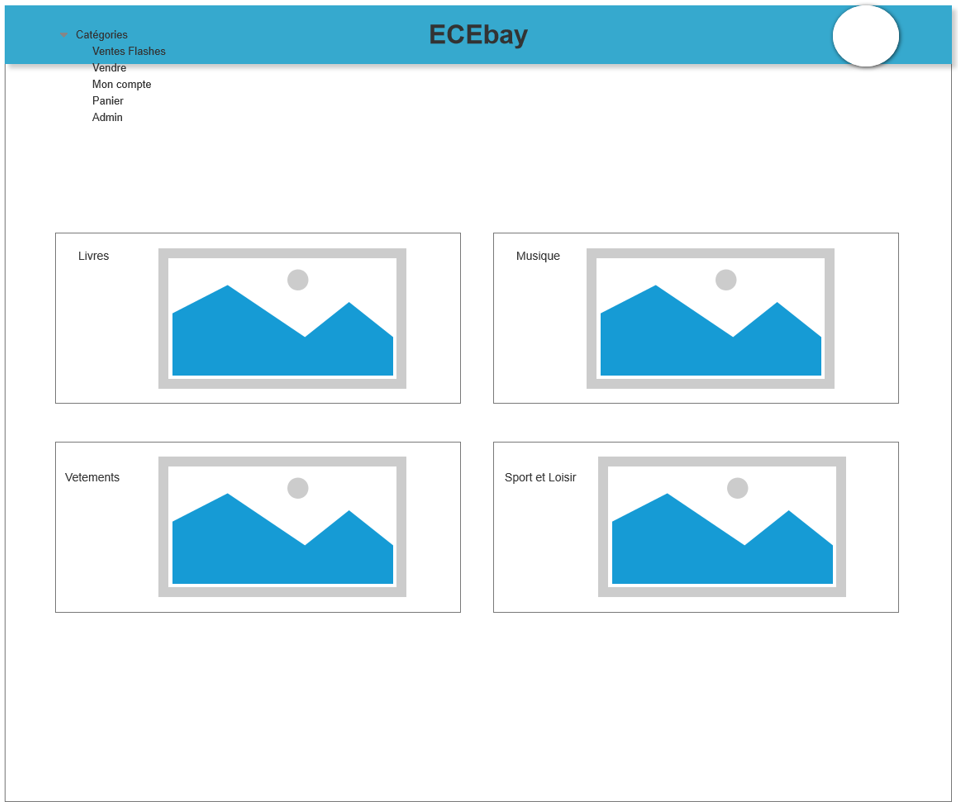 ECEbay
Catégories
Ventes Flashes
Vendre
Mon compte
Panier
Admin
Livres
Musique
Vetements
Sport et Loisir